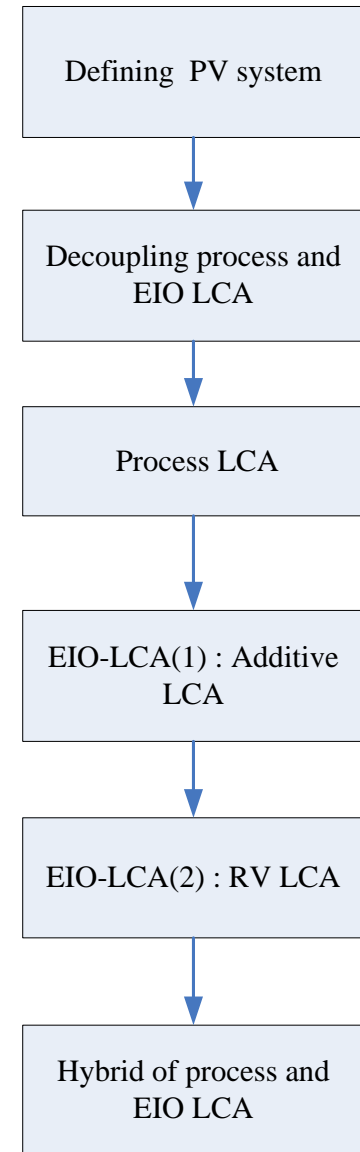 Defining  PV system
Decoupling process and
EIO LCA
Process LCA
EIO-LCA(1) : Additive
LCA
EIO-LCA(2) : RV LCA
Hybrid of process and
EIO LCA